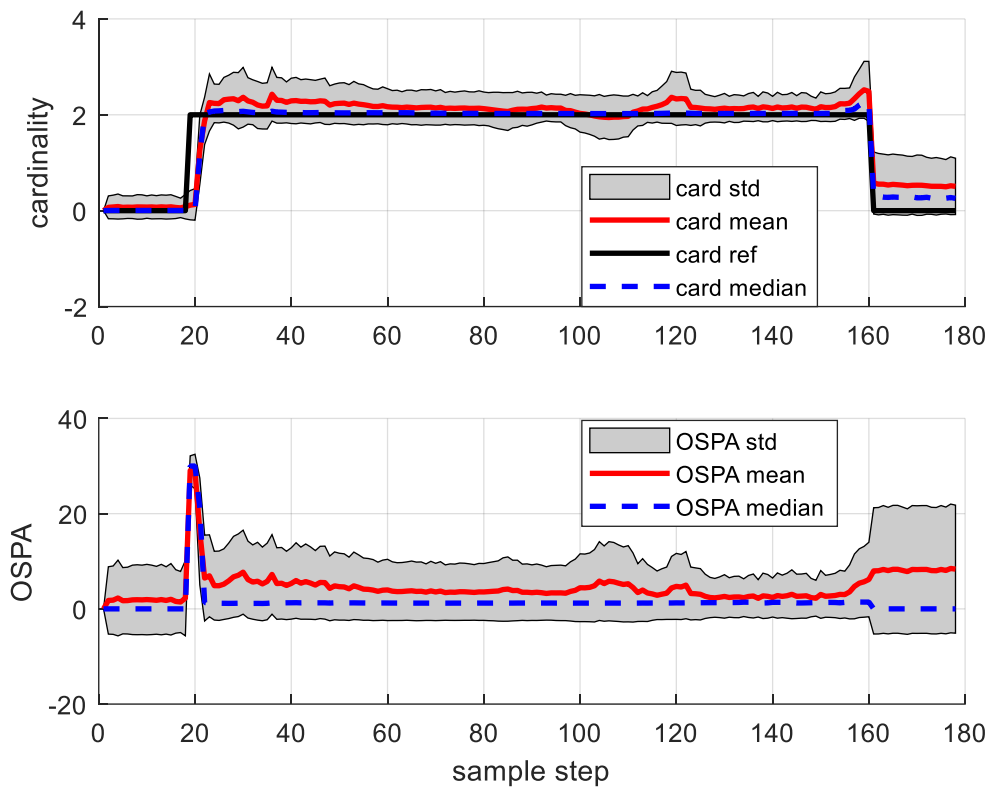 4
2
0
-2
cardinality
card std
card mean
card ref
card median
0 20 40 60 80 100 120 140 160 180
40
20
0
-20
OSPA
OSPA std
OSPA mean
OSPA median
0 20 40 60 80 100 120 140 160 180
sample step